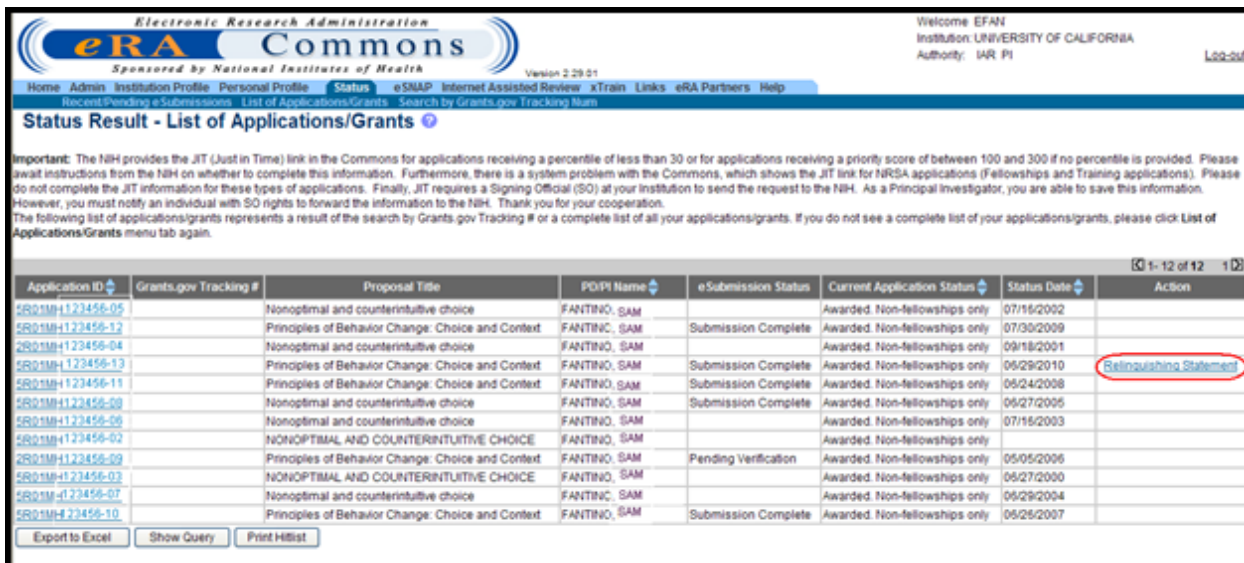 Electronic Research Administration
eRA Commons
Sponsored by National Institutes of Health
Version 2.29.01
Welcome EFAN
Institution: UNIVERSITY OF CALIFORNIA
Authority: IAR PI
Log-out
Home Admin Institution Profile Personal Profile Status eSNAP Internet Assisted Review xTrain Links eRA Partners Help
Recent/Pending eSubmissions List of Applications/Grants Search by Grants.gov Tracking Num
Status Result - List of Applications/Grants ?
Important: The NIH provides the JIT (Just in Time) link in the Commons for applications receiving a percentile of less than 30 or for applications receiving a priority score of between 100 and 300 if no percentile is provided. Please
await instructions from the NIH on whether to complete this information. Furthermore, there is a system problem with the Commons, which shows the JIT link for NRSA applications (Fellowships and Training applications). Please
do not complete the JIT information for these types of applications. Finally, JIT requires a Signing Official (SO) at your Institution to send the request to the NIH. As a Principal Investigator, you are able to save this information.
However, you must notify an individual with SO rights to forward the information to the NIH. Thank you for your cooperation.
The following list of applications/grants represents a result of the search by Grants.gov Tracking # or a complete list of all your applications/grants. If you do not see a complete list of your applications/grants, please click List of
Applications/Grants menu tab again.
1- 12 of 12 1
Application ID Grants.gov Tracking # Proposal Title PD/PI Name eSubmission Status Current Application Status Status Date Action
5R01MH123456-05 Nonoptimal and counterintuitive choice FANTINO, SAM Awarded. Non-fellowships only 07/16/2002
5R01MH123456-12 Principles of Behavior Change: Choice and Context FANTINO, SAM Submission Complete Awarded. Non-fellowships only 07/30/2009
2R01MH123456-04 Nonoptimal and counterintuitive choice FANTINO, SAM Awarded. Non-fellowships only 09/18/2001
5R01MH 123456-13 Principles of Behavior Change: Choice and Context FANTINO, SAM Submission Complete Awarded. Non-fellowships only 06/29/2010 Relinquishing Statement
5R01MH123456-11 Principles of Behavior Change: Choice and Context FANTINO, SAM Submission Complete Awarded. Non-fellowships only 06/24/2008
5R01MH123456-08 Nonoptimal and counterintuitive choice FANTINO, SAM Submission Complete Awarded. Non-fellowships only 06/27/2005
5R01MH123456-06 Nonoptimal and counterintuitive choice FANTINO, SAM Awarded. Non-fellowships only 07/16/2003
5R01MH123456-02 NONOPTIMAL AND COUNTERINTUITIVE CHOICE FANTINO, SAM Awarded. Non-fellowships only
2R01MH123456-09 Principles of Behavior Change: Choice and Context FANTINO, SAM Pending Verification Awarded. Non-fellowships only 05/05/2006
5R01MH123456-03 NONOPTIMAL AND COUNTERINTUITIVE CHOICE FANTINO, SAM Awarded. Non-fellowships only 06/27/2000
5R01MH123456-07 Nonoptimal and counterintuitive choice FANTINO, SAM Awarded. Non-fellowships only 06/29/2004
5R01MH123456-10 Principles of Behavior Change: Choice and Context FANTINO, SAM Submission Complete Awarded. Non-fellowships only 06/26/2007
Export to Excel Show Query Print Hitlist